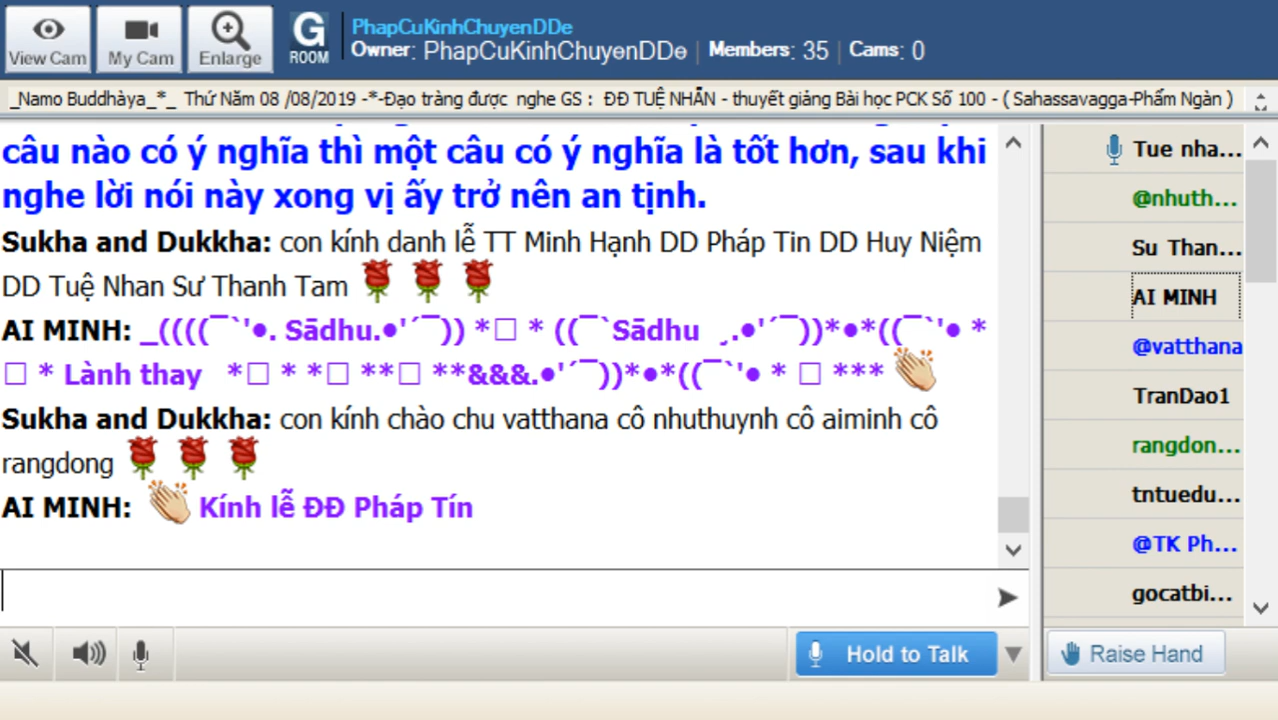 View Cam
My Cam
Enlarge
G
ROOM
PhapCuKinhChuyenDDe
Owner: PhapCuKinhChuyenDDe | Members: 35 | Cams: 0
_Namo Buddhàya_*_ Thứ Năm 08 /08/2019 -*-Đạo tràng được nghe GS : ĐĐ TUỆ NHẪN - thuyết giảng Bài học PCK Số 100 - ( Sahassavagga-Phẩm Ngàn )
câu nào có ý nghĩa thì một câu có ý nghĩa là tốt hơn, sau khi
nghe lời nói này xong vị ấy trở nên an tịnh.
Sukha and Dukkha: con kính danh lễ TT Minh Hạnh DD Pháp Tin DD Huy Niệm
DD Tuệ Nhan Sư Thanh Tam
AI MINH: _((((¯`'●. Sādhu.●'´¯)) *□ * ((¯`Sādhu ¸.●'´¯))*●*((¯`'● *
□ * Lành thay *□ * *□ **□ **&&&.●'´¯))*●*((¯`'● * □ ***
Sukha and Dukkha: con kính chào chu vatthana cô nhuthuynh cô aiminh cô
rangdong
AI MINH: Kính lễ ĐĐ Pháp Tín
Tue nha...
@nhuth...
Su Than...
AI MINH
@vatthana
TranDao1
rangdon...
tntuedu...
@TK Ph...
gocatbi...
Hold to Talk
Raise Hand